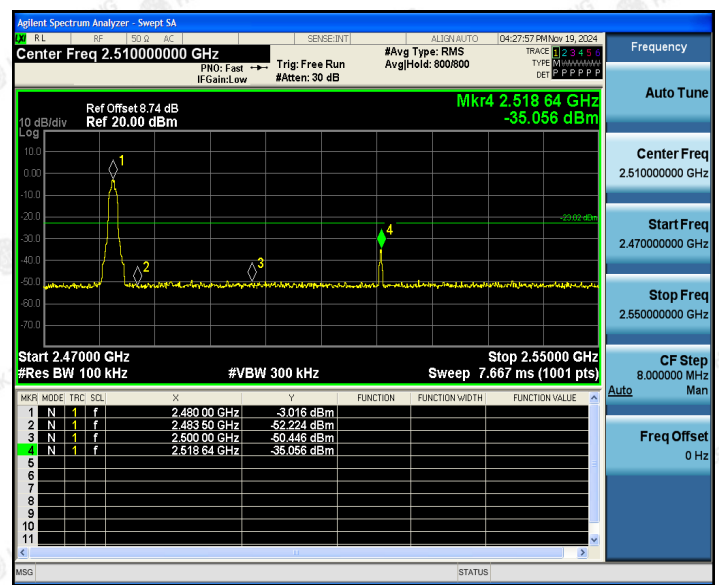 Agilent Spectrum Analyzer - Swept SA
LXI RL RF 50 Ω AC SENSE:INT ALIGNAUTO 04:27:57 PM Nov 19, 2024
Center Freq 2.510000000 GHz
PNO: Fast
IFGain:Low
Trig: Free Run
#Atten: 30 dB
#Avg Type: RMS
Avg|Hold: 800/800
TRACE 1 2 3 4 5 6
TYPE M
DET P P P P P P
Frequency
Mkr4 2.518 64 GHz
-35.056 dBm
Ref Offset 8.74 dB
Ref 20.00 dBm
10 dB/div
Log
10.0
0.00
-10.0
-20.0
-30.0
-40.0
-50.0
-60.0
-70.0
1
2
3
4
-23.02 dBm
Start 2.47000 GHz Stop 2.55000 GHz
#Res BW 100 kHz #VBW 300 kHz Sweep 7.667 ms (1001 pts)
MKR MODE TRC SCL X Y FUNCTION FUNCTION WIDTH FUNCTION VALUE
1 N 1 f 2.480 00 GHz -3.016 dBm
2 N 1 f 2.483 50 GHz -52.224 dBm
3 N 1 f 2.500 00 GHz -50.446 dBm
4 N 1 f 2.518 64 GHz -35.056 dBm
5
6
7
8
9
10
11
MSG STATUS
Auto Tune
Center Freq
2.510000000 GHz
Start Freq
2.470000000 GHz
Stop Freq
2.550000000 GHz
CF Step
8.000000 MHz
Auto Man
Freq Offset
0 Hz